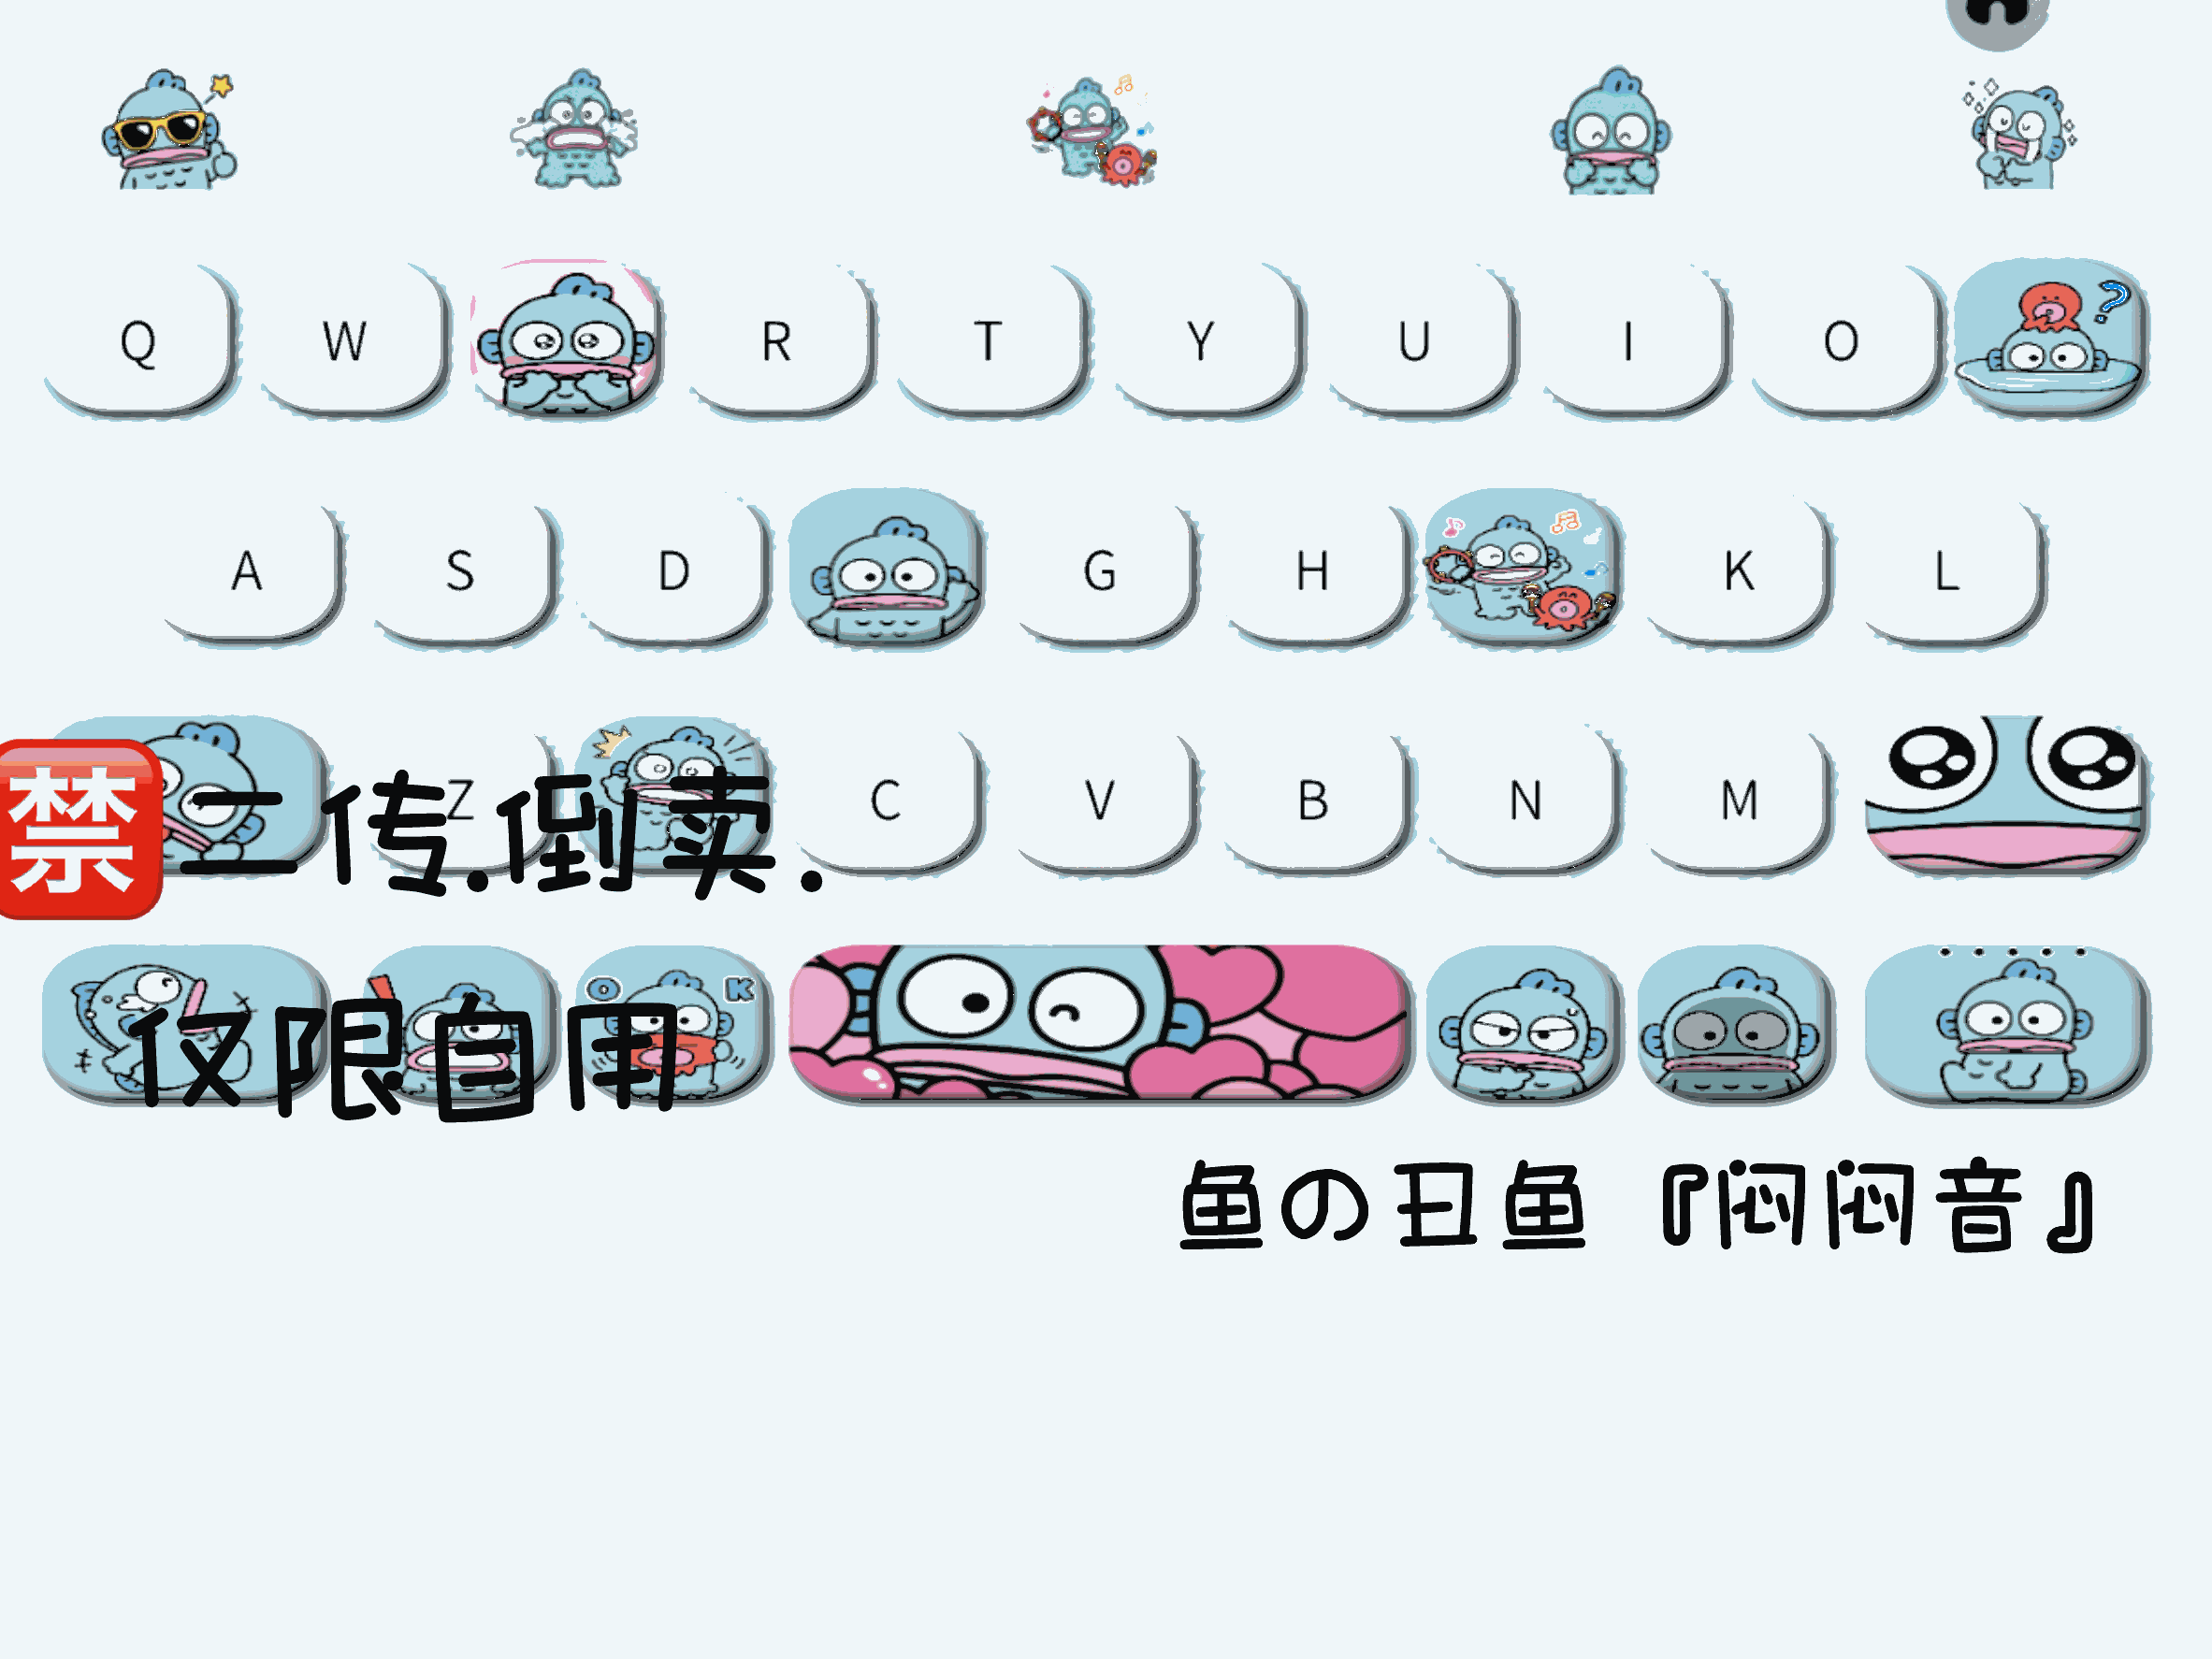 Q W R T Y U I O ?
A S D G H K L
禁二传.倒卖.
Z C V B N M
O K
仅限自用
鱼の丑鱼『闷闷音』